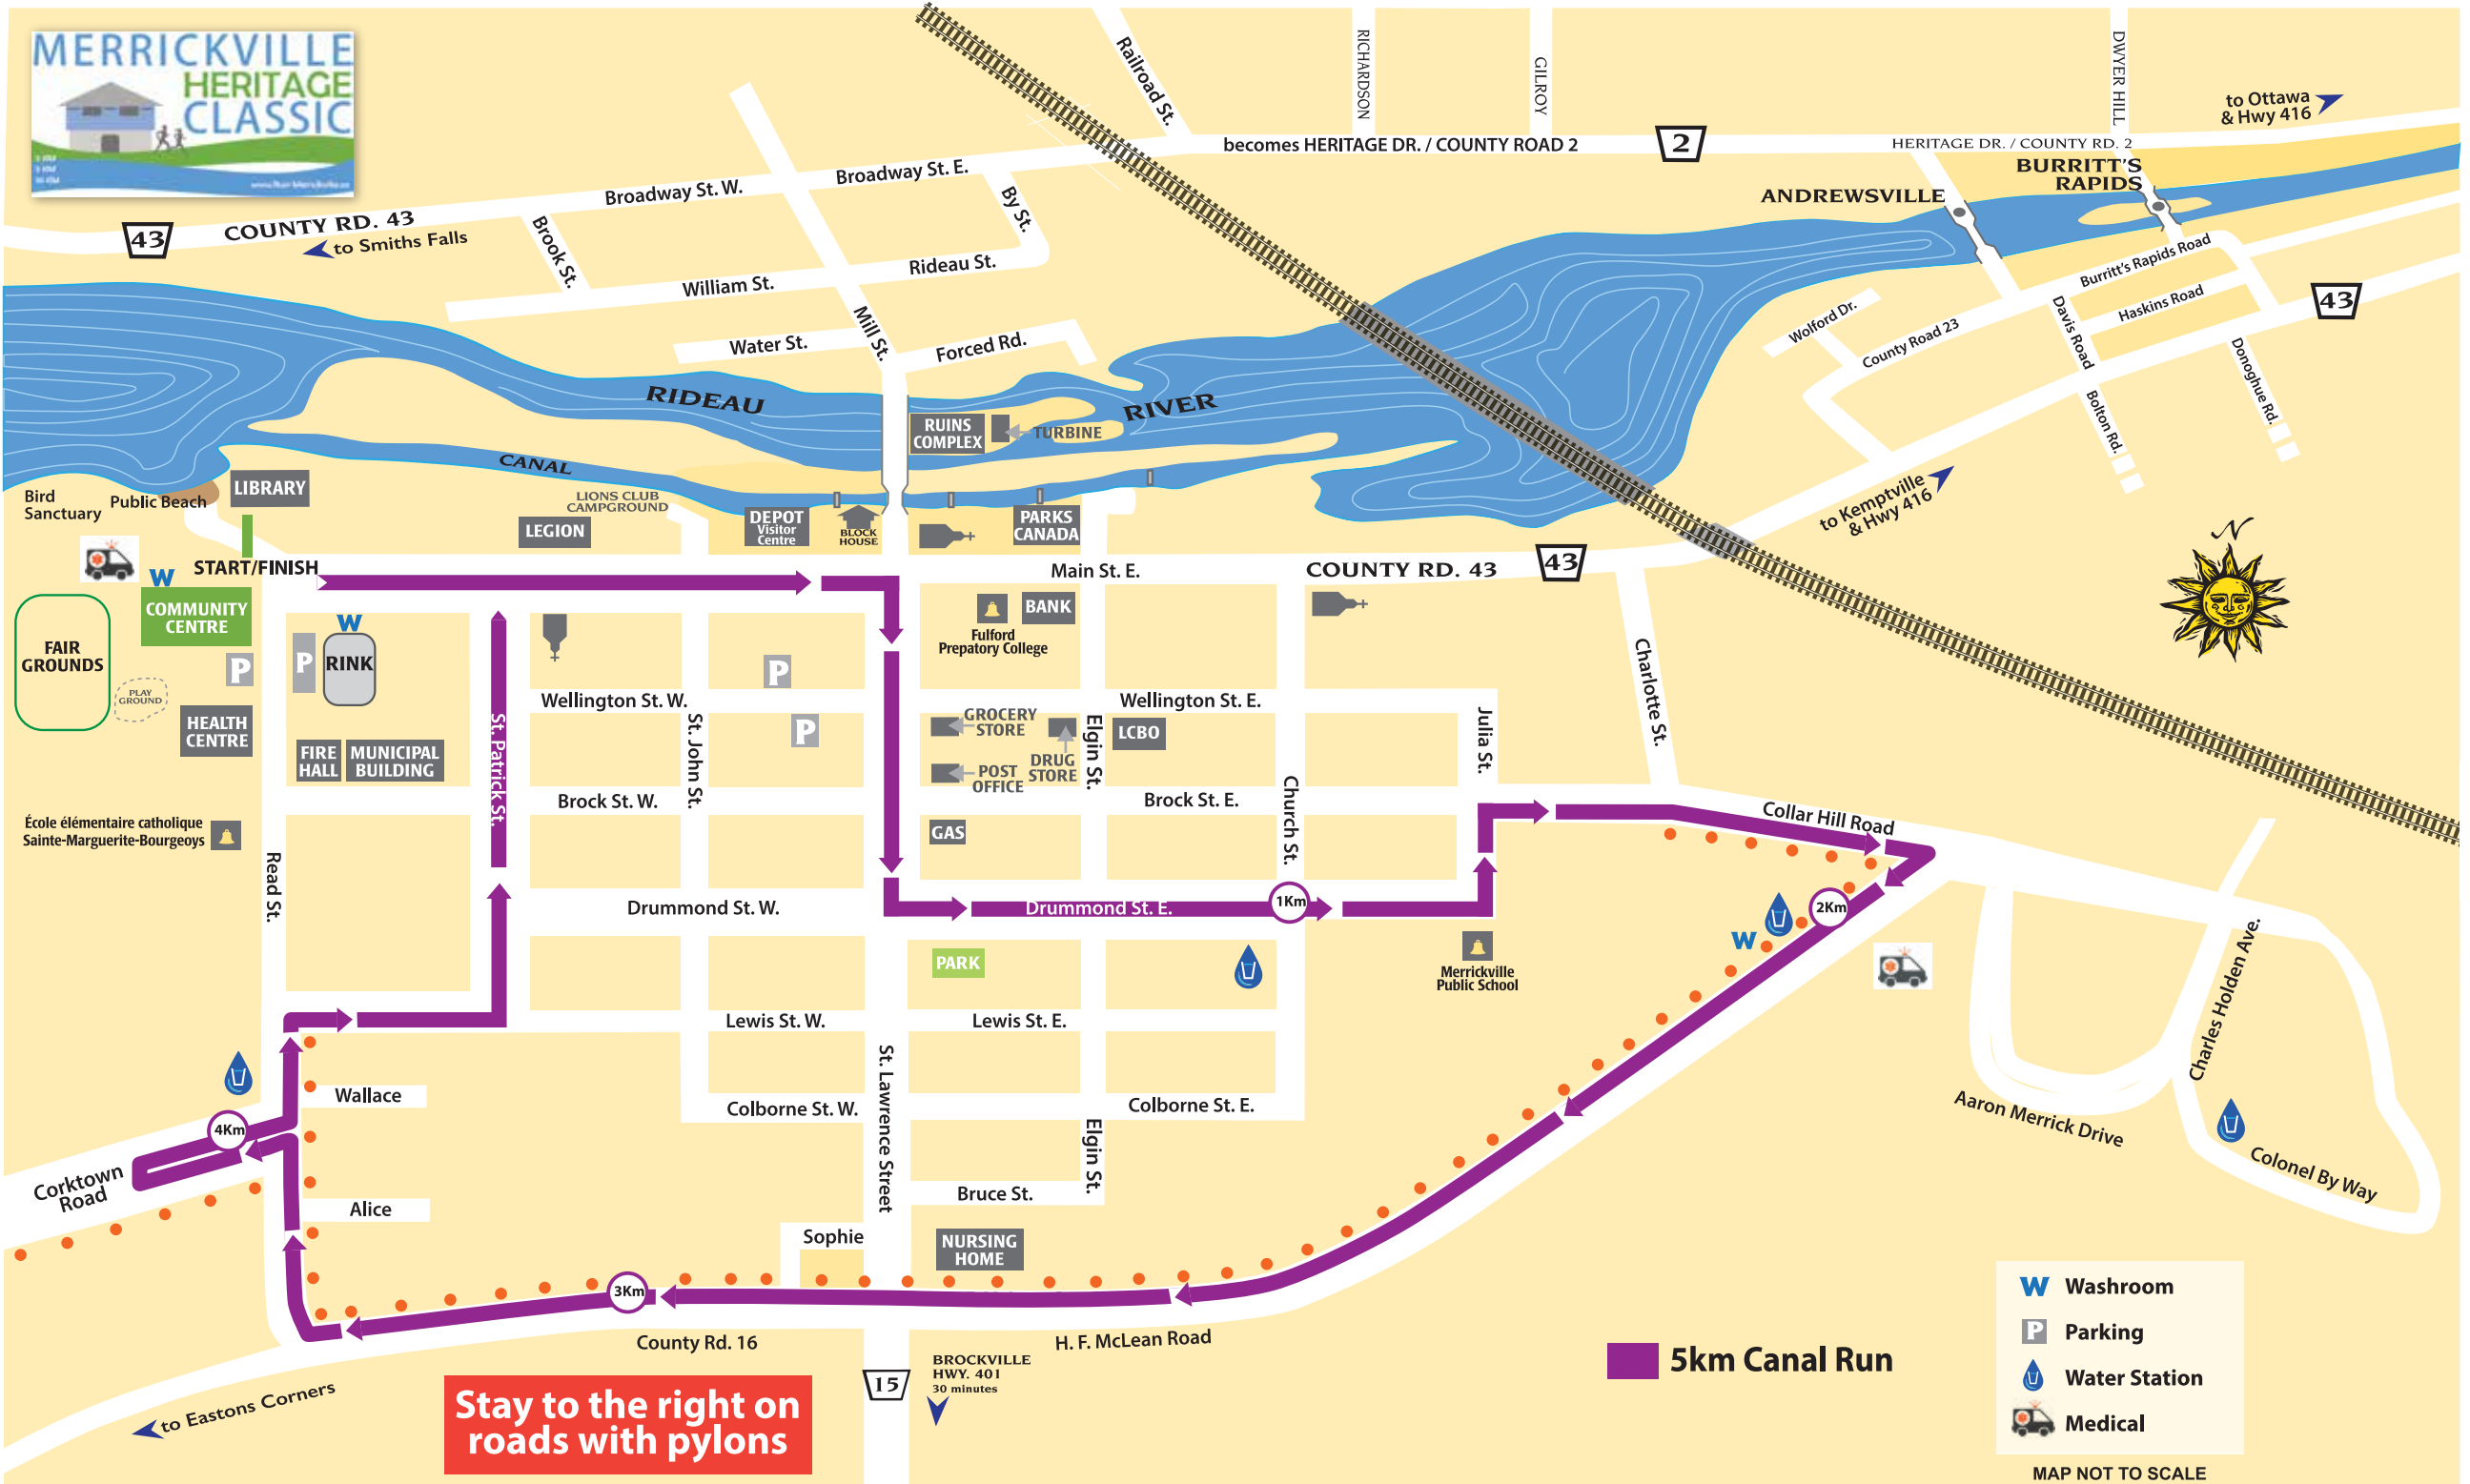 MERRICKVILLE
HERITAGE
CLASSIC
Railroad St.
RICHARDSON
GILROY
DWYER HILL
to Ottawa
& Hwy 416
becomes HERITAGE DR. / COUNTY ROAD 2
2
HERITAGE DR. / COUNTY RD. 2
BURRITT'S
RAPIDS
ANDREWSVILLE
Broadway St. W.
Broadway St. E.
By St.
43
COUNTY RD. 43
to Smiths Falls
Brook St.
Rideau St.
William St.
Mill St.
Water St.
Forced Rd.
Burritt's Rapids Road
Haskins Road
43
Wolford Dr.
County Road 23
Davis Road
Donoghue Rd.
Bolton Rd.
RIDEAU
RIVER
RUINS
COMPLEX
TURBINE
CANAL
Bird
Sanctuary
Public Beach
LIBRARY
LIONS CLUB
CAMPGROUND
LEGION
DEPOT
Visitor
Centre
BLOCK
HOUSE
PARKS
CANADA
to Kemptville
& Hwy 416
N
START/FINISH
Main St. E.
COUNTY RD. 43
43
W
COMMUNITY
CENTRE
FAIR
GROUNDS
P
P
W
RINK
PLAY
GROUND
HEALTH
CENTRE
FIRE
HALL
MUNICIPAL
BUILDING
St. Patrick St.
Wellington St. W.
St. John St.
P
P
Fulford
Prepatory College
BANK
Wellington St. E.
GROCERY
STORE
POST
OFFICE
DRUG
STORE
Elgin St.
LCBO
Church St.
Julia St.
Charlotte St.
Brock St. W.
Brock St. E.
GAS
Collar Hill Road
École élémentaire catholique
Sainte-Marguerite-Bourgeoys
Read St.
Drummond St. W.
Drummond St. E.
1Km
2Km
W
PARK
Merrickville
Public School
Lewis St. W.
Lewis St. E.
St. Lawrence Street
Charles Holden Ave.
Aaron Merrick Drive
Colonel By Way
Wallace
Colborne St. W.
Colborne St. E.
4Km
Corktown
Road
Elgin St.
Alice
Bruce St.
Sophie
NURSING
HOME
3Km
County Rd. 16
H. F. McLean Road
to Eastons Corners
Stay to the right on
roads with pylons
15
BROCKVILLE
HWY. 401
30 minutes
5km Canal Run
W Washroom
P Parking
Water Station
Medical
MAP NOT TO SCALE